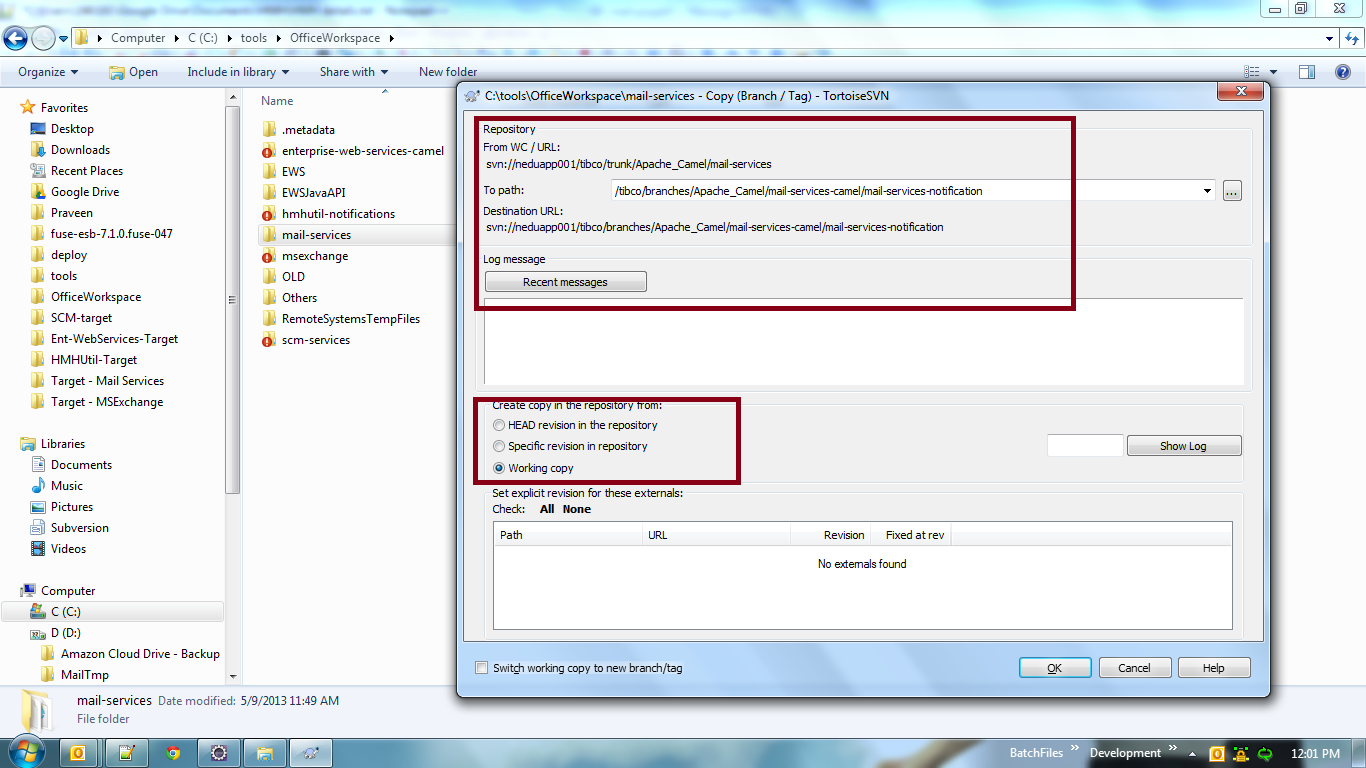 Computer
C (C:)
tools
OfficeWorkspace
Organize
Open
Include in library
Share with
New folder
Favorites
Desktop
Downloads
Recent Places
Google Drive
Praveen
fuse-esb-7.1.0.fuse-047
deploy
tools
OfficeWorkspace
SCM-target
Ent-WebServices-Target
HMHUtil-Target
Target - Mail Services
Target - MSExchange
Libraries
Documents
Music
Pictures
Subversion
Videos
Computer
C (C:)
D (D:)
Amazon Cloud Drive - Backup
MailTmp
Name
.metadata
enterprise-web-services-camel
EWS
EWSJavaAPI
hmhutil-notifications
mail-services
msexchange
OLD
Others
RemoteSystemsTempFiles
scm-services
C:\tools\OfficeWorkspace\mail-services - Copy (Branch / Tag) - TortoiseSVN
Repository
From WC / URL:
svn://neduapp001/tibco/trunk/Apache_Camel/mail-services
To path:
/tibco/branches/Apache_Camel/mail-services-camel/mail-services-notification
...
Destination URL:
svn://neduapp001/tibco/branches/Apache_Camel/mail-services-camel/mail-services-notification
Log message
Recent messages
Create copy in the repository from:
HEAD revision in the repository
Specific revision in repository
Working copy
Show Log
Set explicit revision for these externals:
Check: All None
Path URL Revision Fixed at rev
No externals found
Switch working copy to new branch/tag
OK Cancel Help
mail-services Date modified: 5/9/2013 11:49 AM
File folder
BatchFiles » Development » 12:01 PM